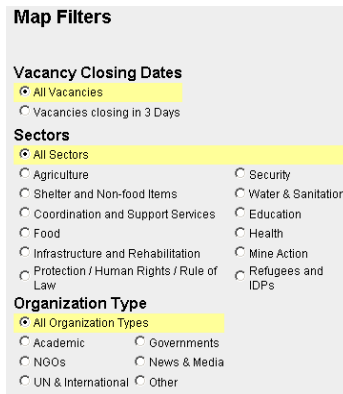 Map Filters
Vacancy Closing Dates
All Vacancies
Vacancies closing in 3 Days
Sectors
All Sectors
Agriculture
Security
Shelter and Non-food Items
Water & Sanitation
Coordination and Support Services
Education
Food
Health
Infrastructure and Rehabilitation
Mine Action
Protection / Human Rights / Rule of
Law
Refugees and
IDPs
Organization Type
All Organization Types
Academic
Governments
NGOs
News & Media
UN & International
Other